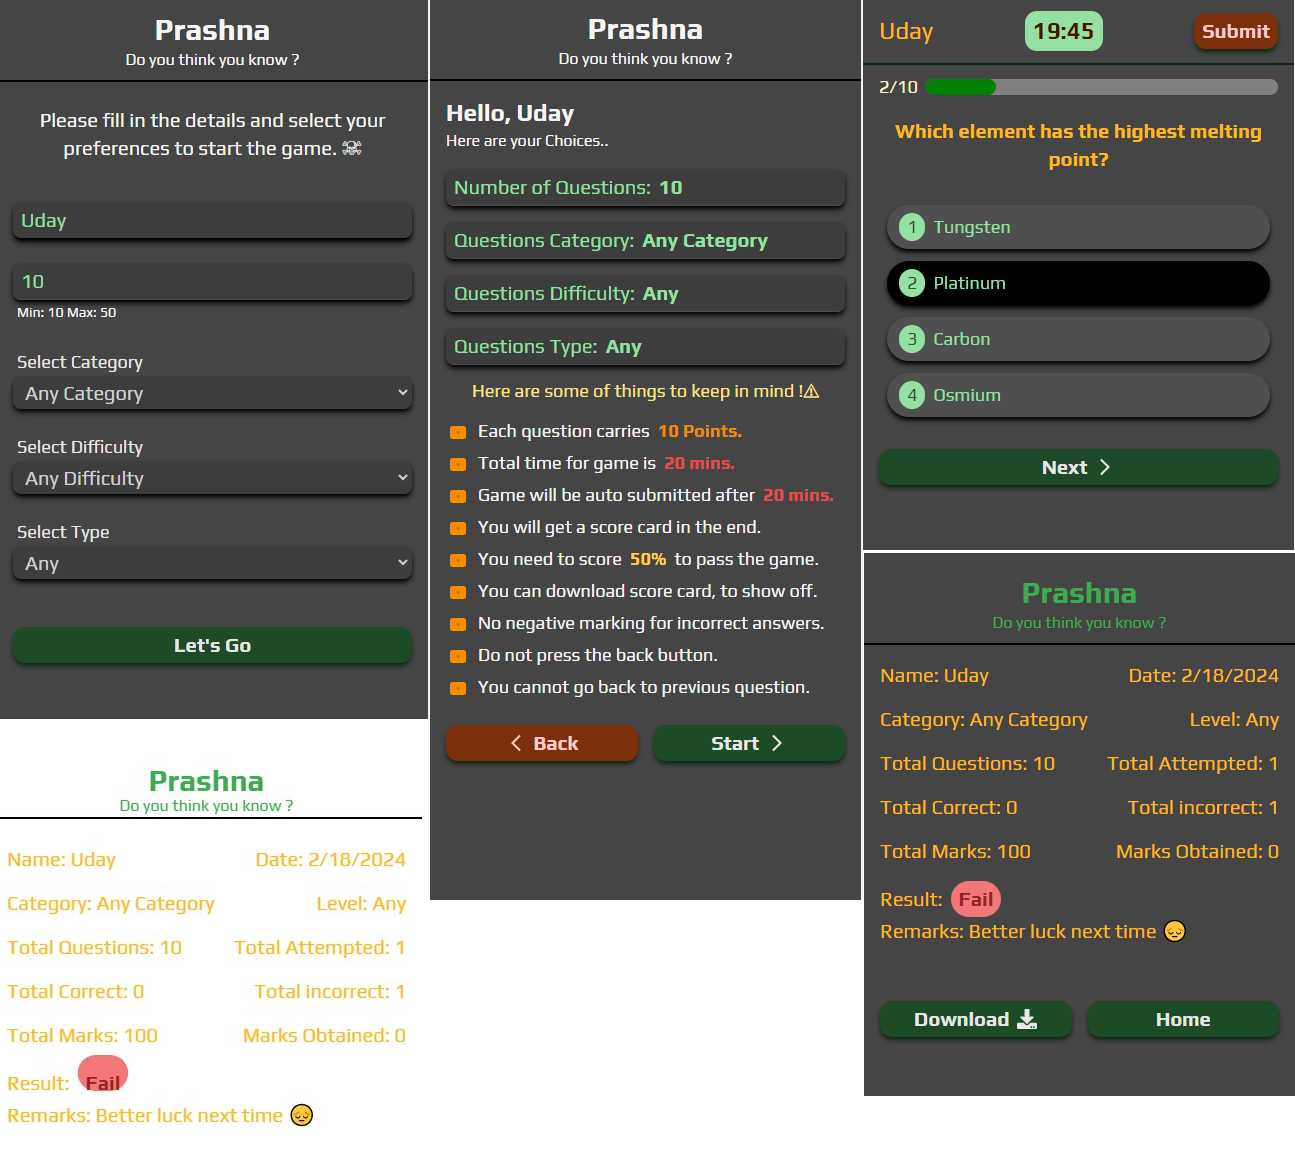 Prashna
Do you think you know ?
Please fill in the details and select your
preferences to start the game. ☠️
Uday
10
Min: 10 Max: 50
Select Category
Any Category
Select Difficulty
Any Difficulty
Select Type
Any
Let's Go
Prashna
Do you think you know ?
Name: Uday Date: 2/18/2024
Category: Any Category Level: Any
Total Questions: 10 Total Attempted: 1
Total Correct: 0 Total incorrect: 1
Total Marks: 100 Marks Obtained: 0
Result: Fail
Remarks: Better luck next time 😔
Prashna
Do you think you know ?
Hello, Uday
Here are your Choices..
Number of Questions: 10
Questions Category: Any Category
Questions Difficulty: Any
Questions Type: Any
Here are some of things to keep in mind !⚠
Each question carries 10 Points.
Total time for game is 20 mins.
Game will be auto submitted after 20 mins.
You will get a score card in the end.
You need to score 50% to pass the game.
You can download score card, to show off.
No negative marking for incorrect answers.
Do not press the back button.
You cannot go back to previous question.
Back Start
Uday 19:45 Submit
2/10
Which element has the highest melting
point?
1 Tungsten
2 Platinum
3 Carbon
4 Osmium
Next
Prashna
Do you think you know ?
Name: Uday Date: 2/18/2024
Category: Any Category Level: Any
Total Questions: 10 Total Attempted: 1
Total Correct: 0 Total incorrect: 1
Total Marks: 100 Marks Obtained: 0
Result: Fail
Remarks: Better luck next time 😔
Download Home